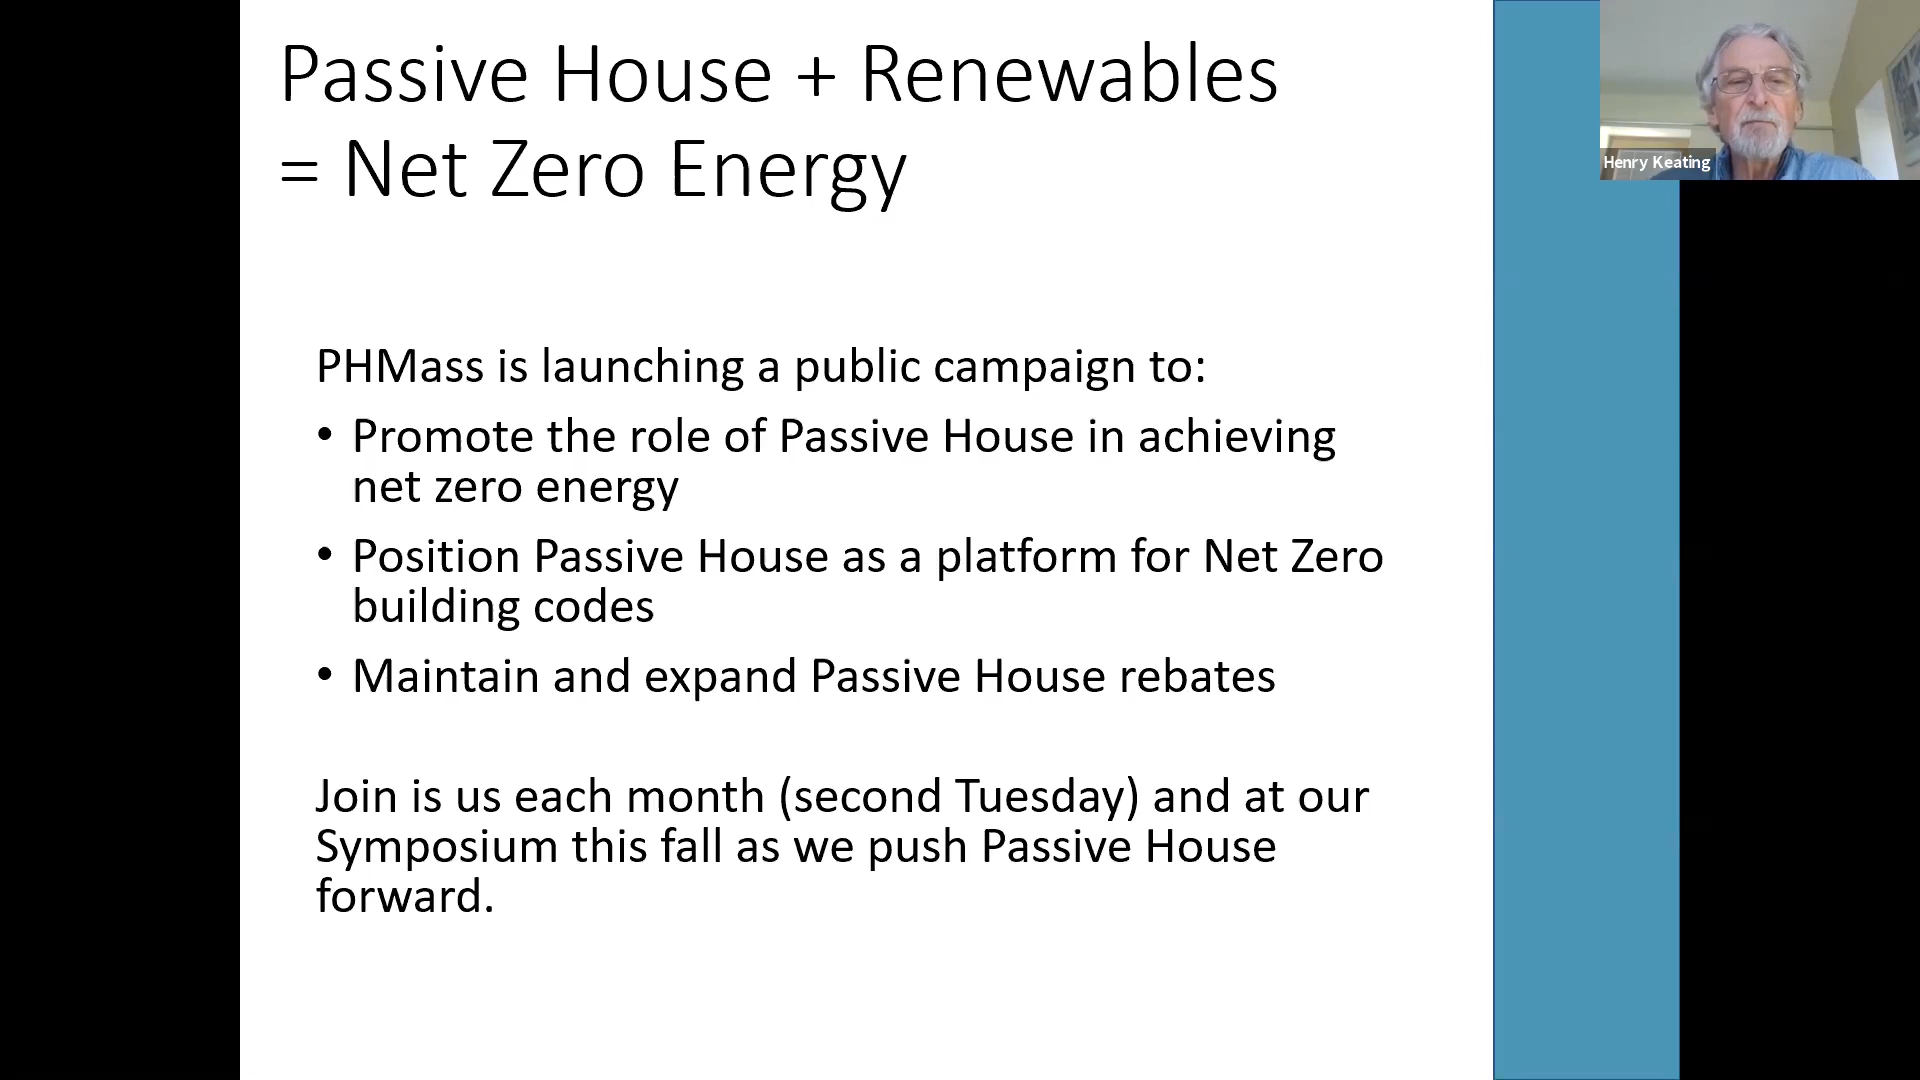 Passive House + Renewables
= Net Zero Energy
Henry Keating
PHMass is launching a public campaign to:
• Promote the role of Passive House in achieving
net zero energy
• Position Passive House as a platform for Net Zero
building codes
• Maintain and expand Passive House rebates
Join is us each month (second Tuesday) and at our
Symposium this fall as we push Passive House
forward.